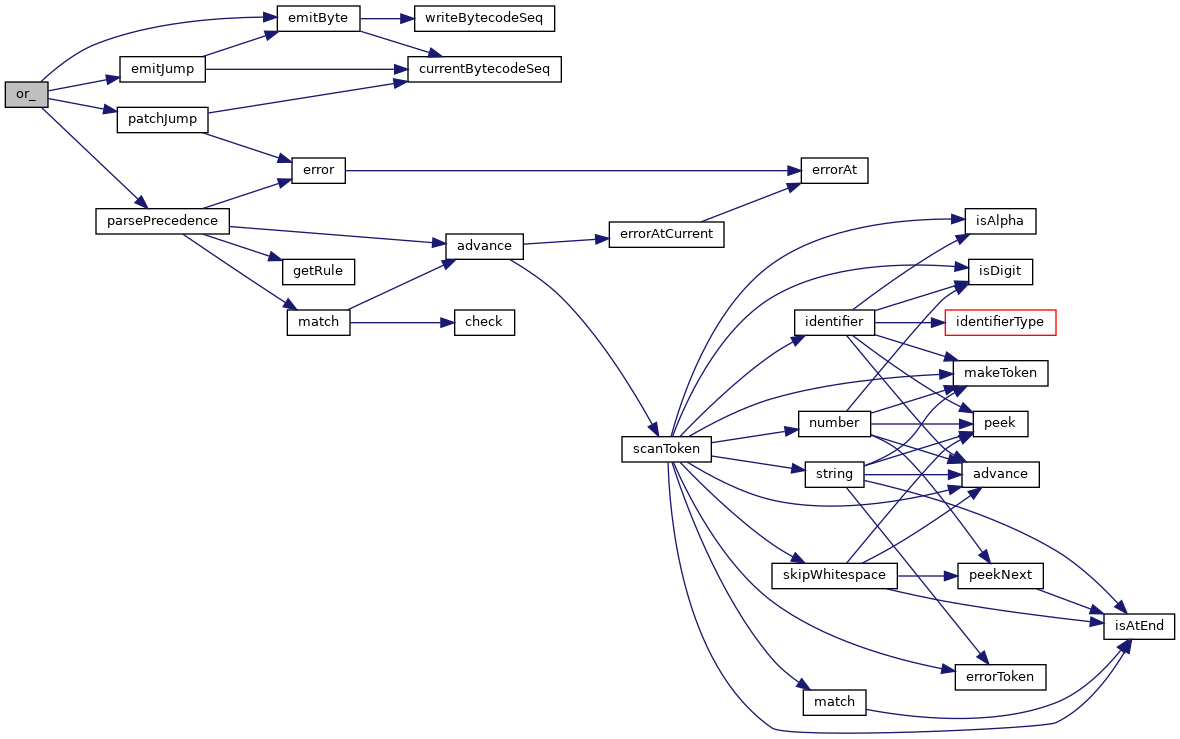 emitByte
writeBytecodeSeq
emitJump
currentBytecodeSeq
or_
patchJump
error
errorAt
parsePrecedence
isAlpha
errorAtCurrent
advance
getRule
isDigit
match
check
identifier
identifierType
makeToken
number
peek
scanToken
string
advance
skipWhitespace
peekNext
isAtEnd
errorToken
match